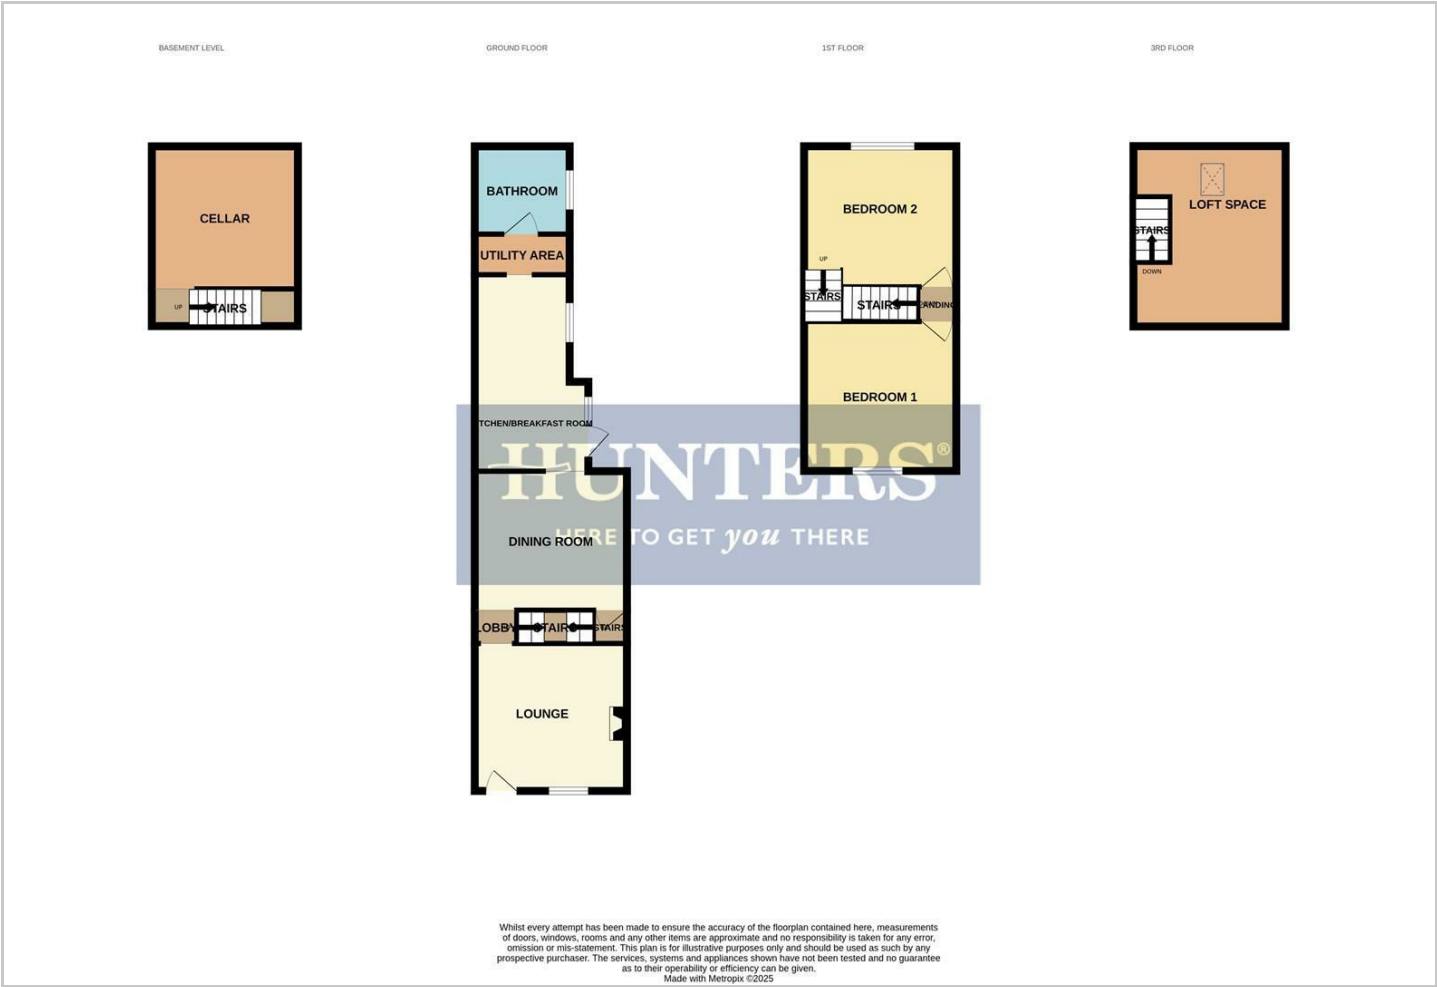 BASEMENT LEVEL
GROUND FLOOR
1ST FLOOR
3RD FLOOR
CELLAR
UP
STAIRS
BATHROOM
UTILITY AREA
TCHEN/BREAKFAST ROOM
DINING ROOM
LOBBY
STAIRS
STAIRS
LOUNGE
BEDROOM 2
UP
STAIRS
STAIRS
LANDING
BEDROOM 1
LOFT SPACE
STAIRS
DOWN
HUNTERS®
HERE TO GET you THERE
Whilst every attempt has been made to ensure the accuracy of the floorplan contained here, measurements
of doors, windows, rooms and any other items are approximate and no responsibility is taken for any error,
omission or mis-statement. This plan is for illustrative purposes only and should be used as such by any
prospective purchaser. The services, systems and appliances shown have not been tested and no guarantee
as to their operability or efficiency can be given.
Made with Metropix ©2025